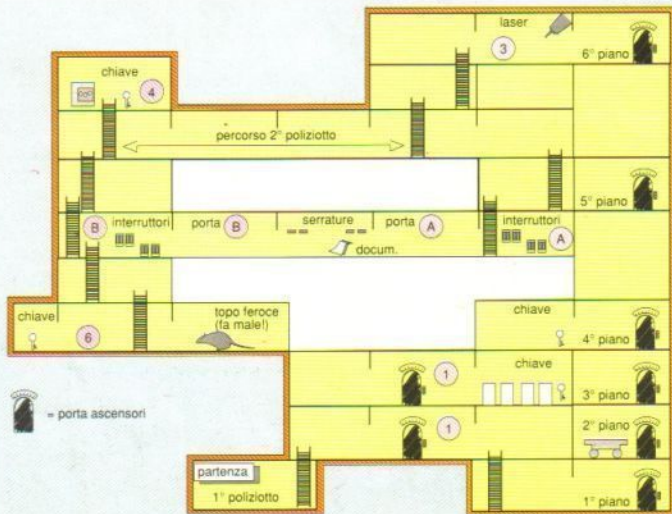 laser
3
6° piano
chiave
4
percorso 2° poliziotto
5° piano
B
interruttori
porta
B
serrature
porta
A
interruttori
A
docum.
chiave
6
topo feroce
(fa male!)
chiave
4° piano
1
chiave
3° piano
= porta ascensori
1
2° piano
partenza
1° poliziotto
1° piano